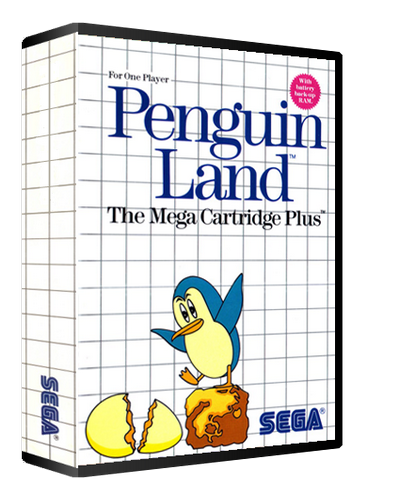 For One Player
With
battery
back-up
RAM.
Penguin
Land™
The Mega Cartridge Plus™
SEGA®
SEGA®